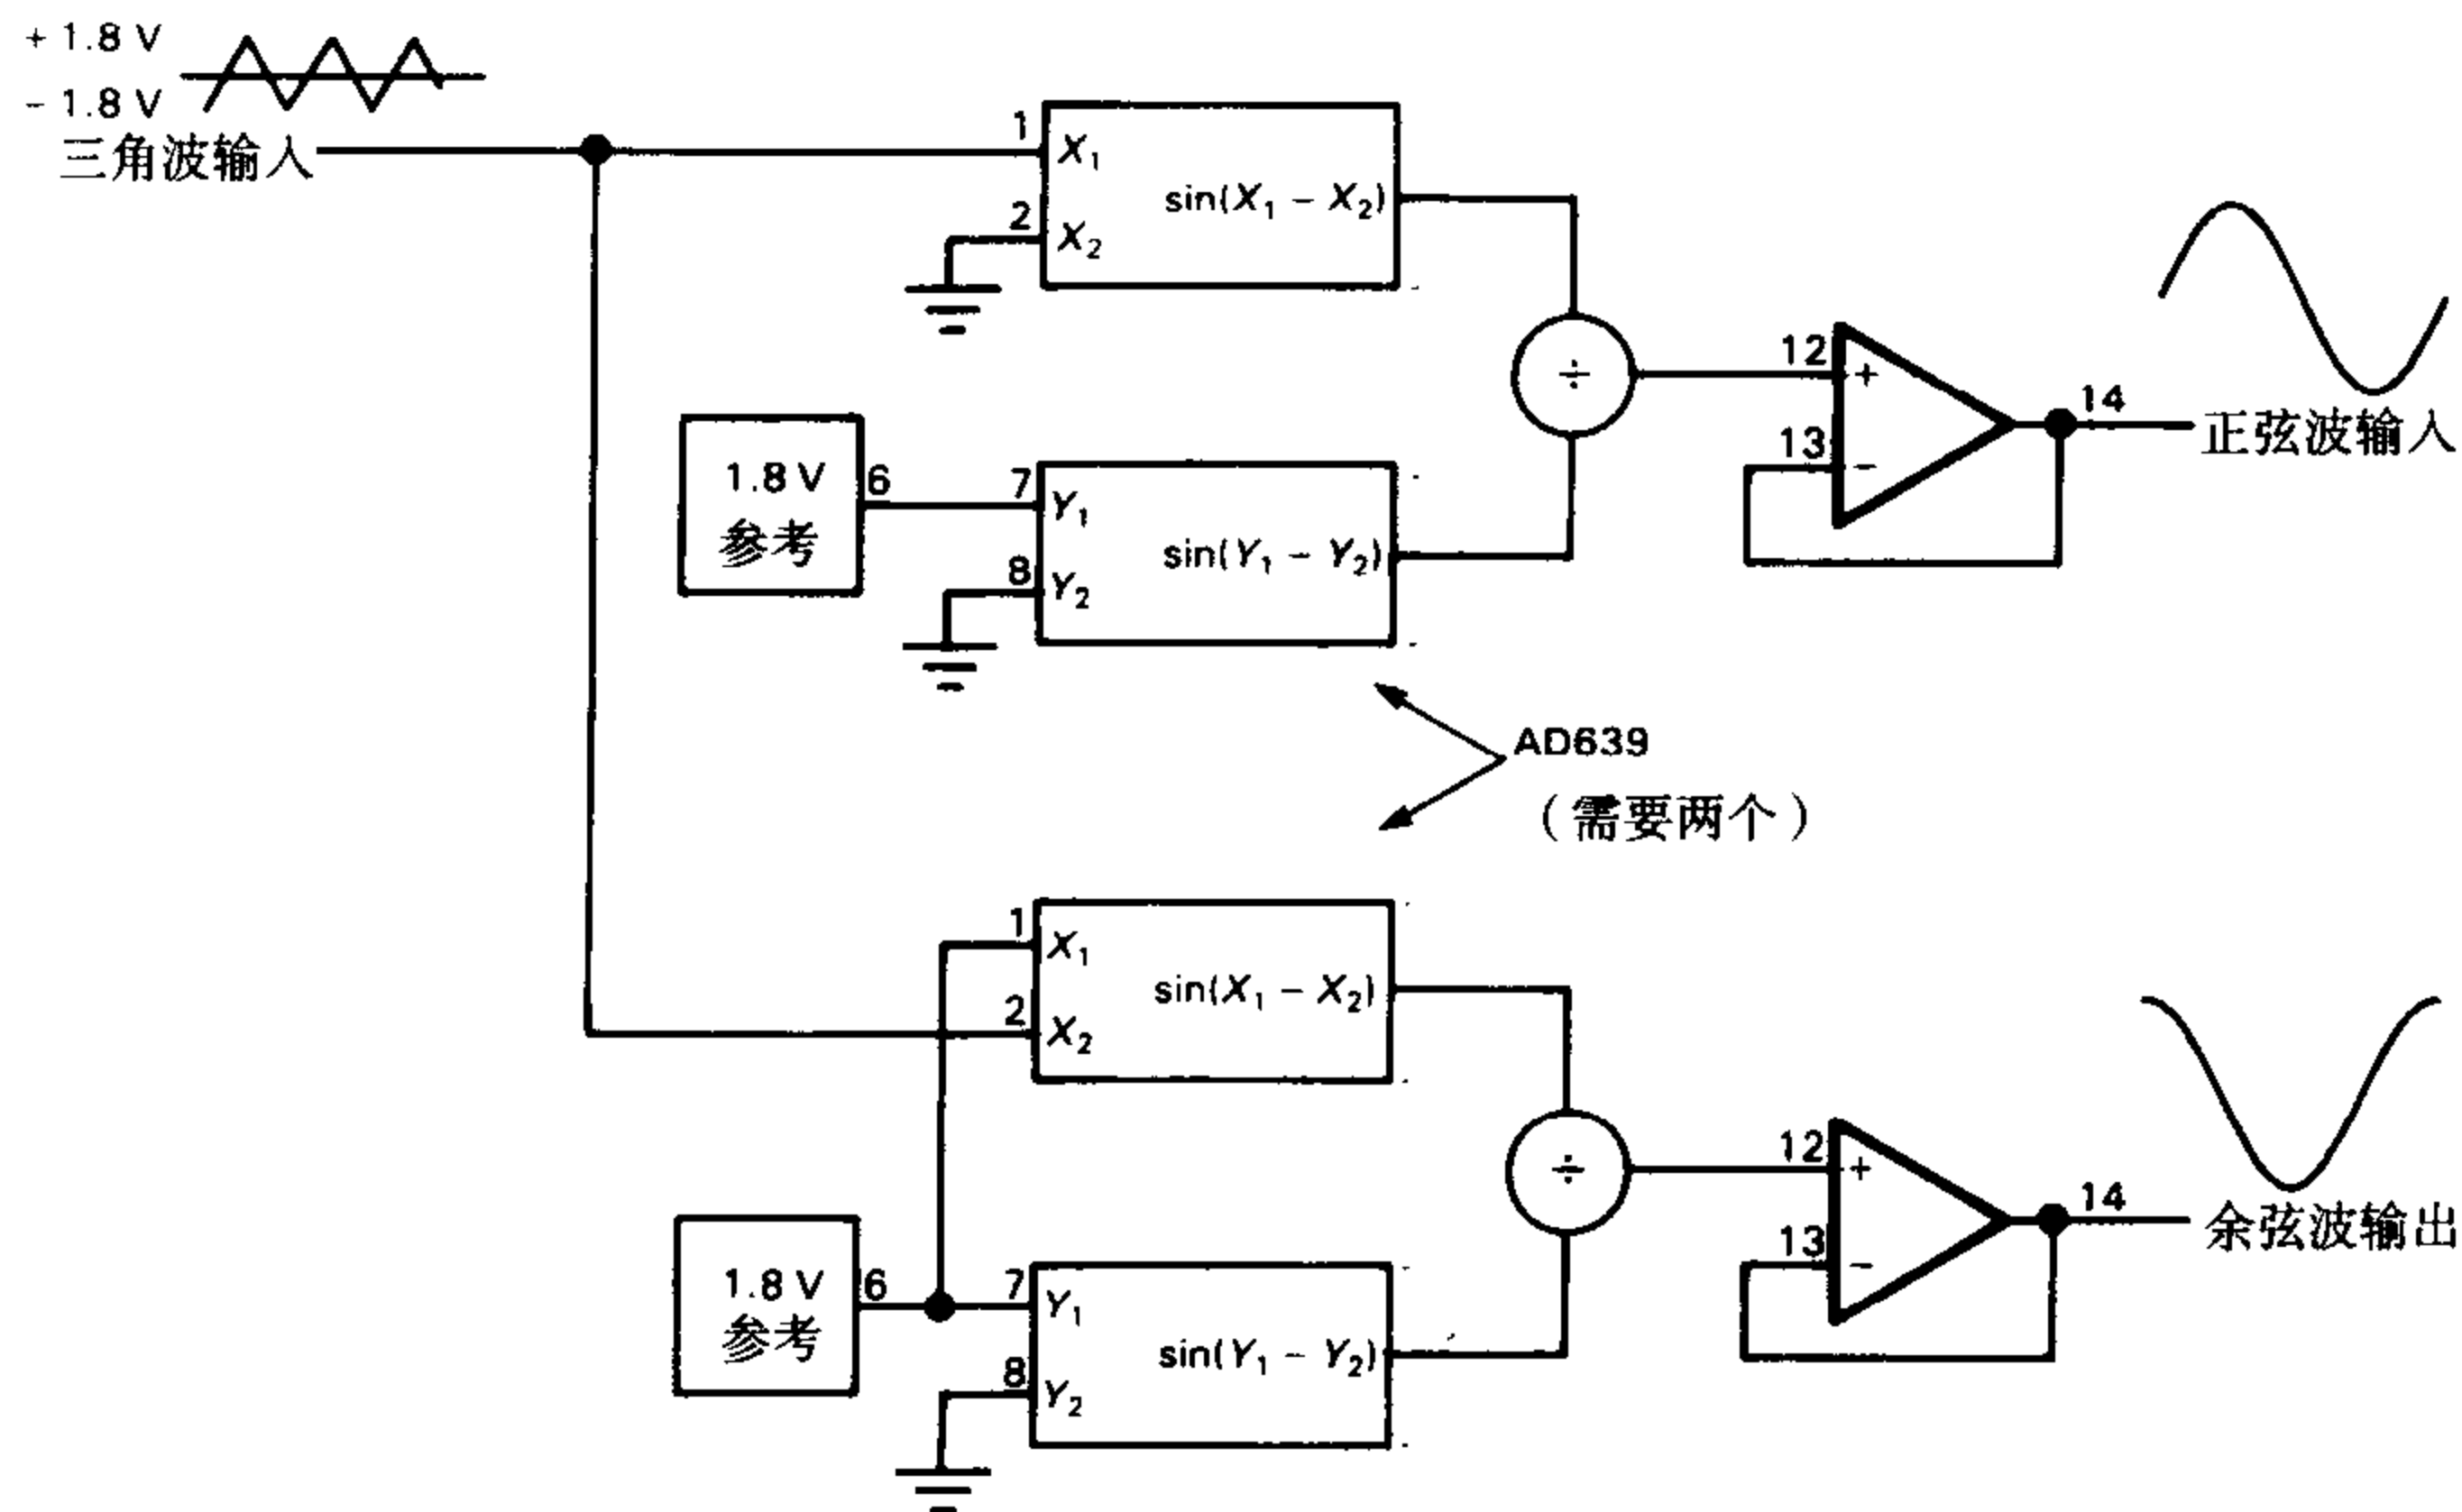 + 1.8 V
- 1.8 V
三角波输入
1
X₁
2
X₂
sin(X₁ - X₂)
÷
12
+
13
-
14
正弦波输入
1.8 V
参考
6
7
Y₁
8
Y₂
sin(Y₁ - Y₂)
AD639
（需要两个）
1
X₁
2
X₂
sin(X₁ - X₂)
÷
12
+
13
-
14
余弦波输出
1.8 V
参考
6
7
Y₁
8
Y₂
sin(Y₁ - Y₂)